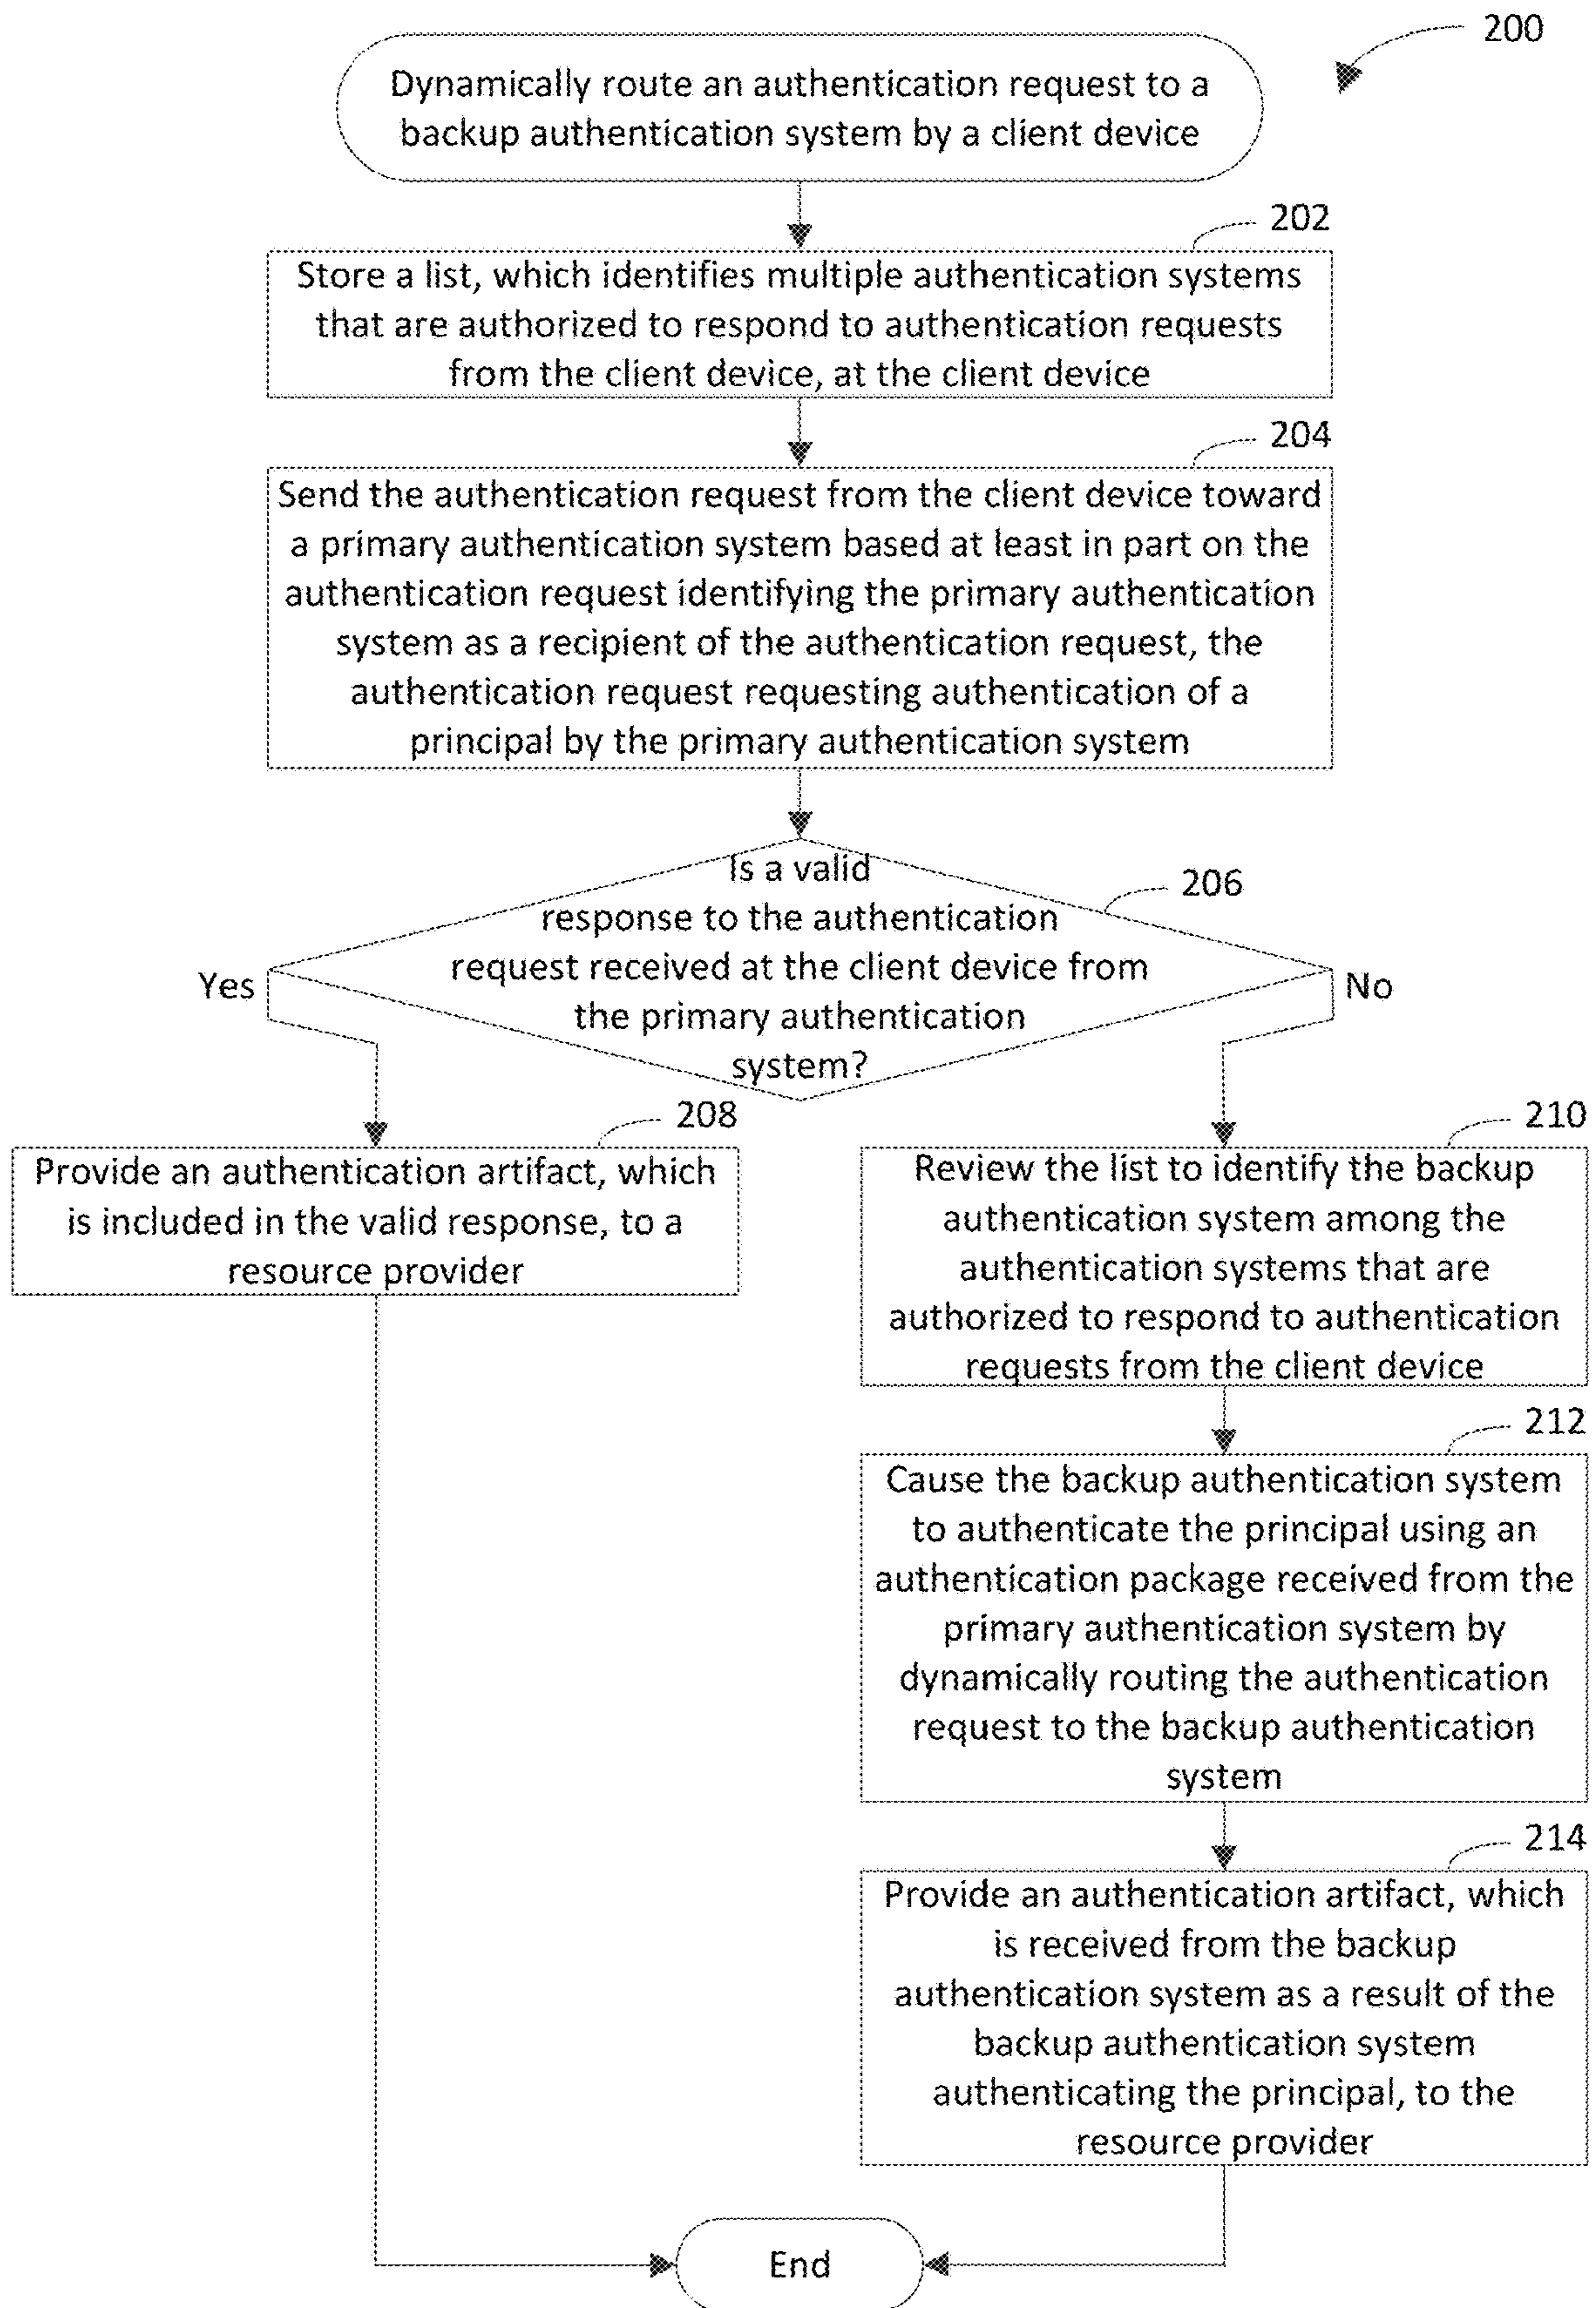 200
Dynamically route an authentication request to a
backup authentication system by a client device
202
Store a list, which identifies multiple authentication systems
that are authorized to respond to authentication requests
from the client device, at the client device
204
Send the authentication request from the client device toward
a primary authentication system based at least in part on the
authentication request identifying the primary authentication
system as a recipient of the authentication request, the
authentication request requesting authentication of a
principal by the primary authentication system
206
Is a valid
response to the authentication
request received at the client device from
the primary authentication
system?
Yes
No
208
Provide an authentication artifact, which
is included in the valid response, to a
resource provider
210
Review the list to identify the backup
authentication system among the
authentication systems that are
authorized to respond to authentication
requests from the client device
212
Cause the backup authentication system
to authenticate the principal using an
authentication package received from the
primary authentication system by
dynamically routing the authentication
request to the backup authentication
system
214
Provide an authentication artifact, which
is received from the backup
authentication system as a result of the
backup authentication system
authenticating the principal, to the
resource provider
End